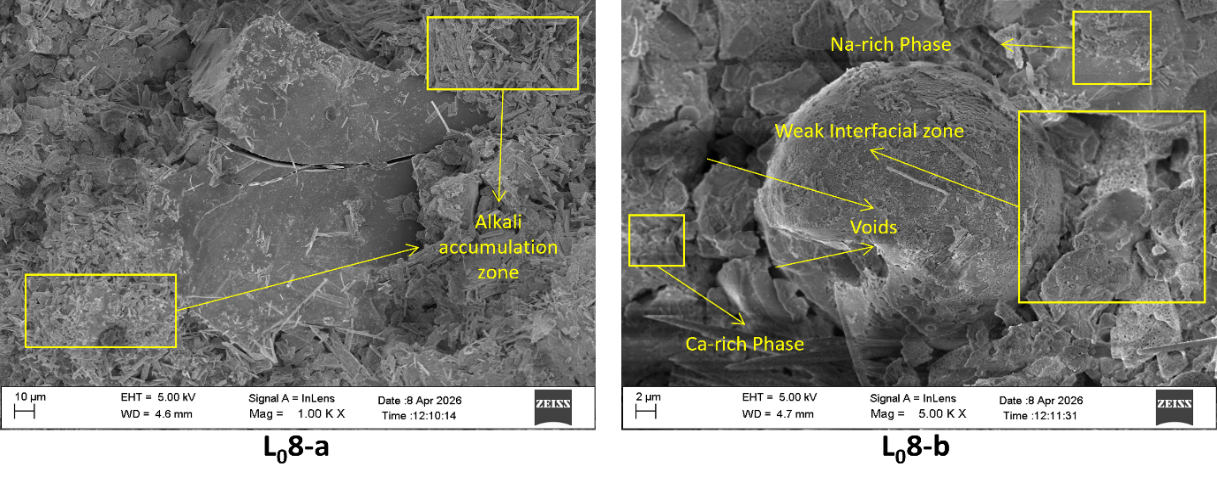 Alkali
accumulation
zone
10 µm
EHT = 5.00 kV
WD = 4.6 mm
Signal A = InLens
Mag = 1.00 K X
Date :8 Apr 2026
Time :12:10:14
ZEISS
L₀8-a
Na-rich Phase
Weak Interfacial zone
Voids
Ca-rich Phase
2 µm
EHT = 5.00 kV
WD = 4.7 mm
Signal A = InLens
Mag = 5.00 K X
Date :8 Apr 2026
Time :12:11:31
ZEISS
L₀8-b